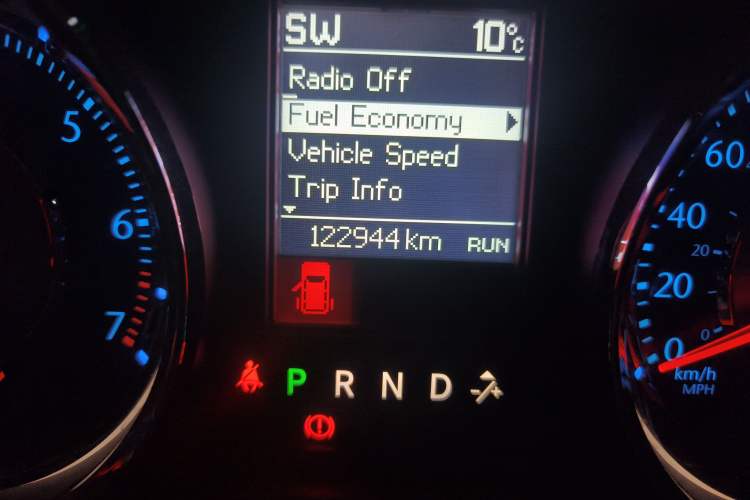 SW 10°C
Radio Off
Fuel Economy
Vehicle Speed
Trip Info
122944 km RUN
5
6
7
60
40
20
20
0
0
km/h
MPH
P R N D